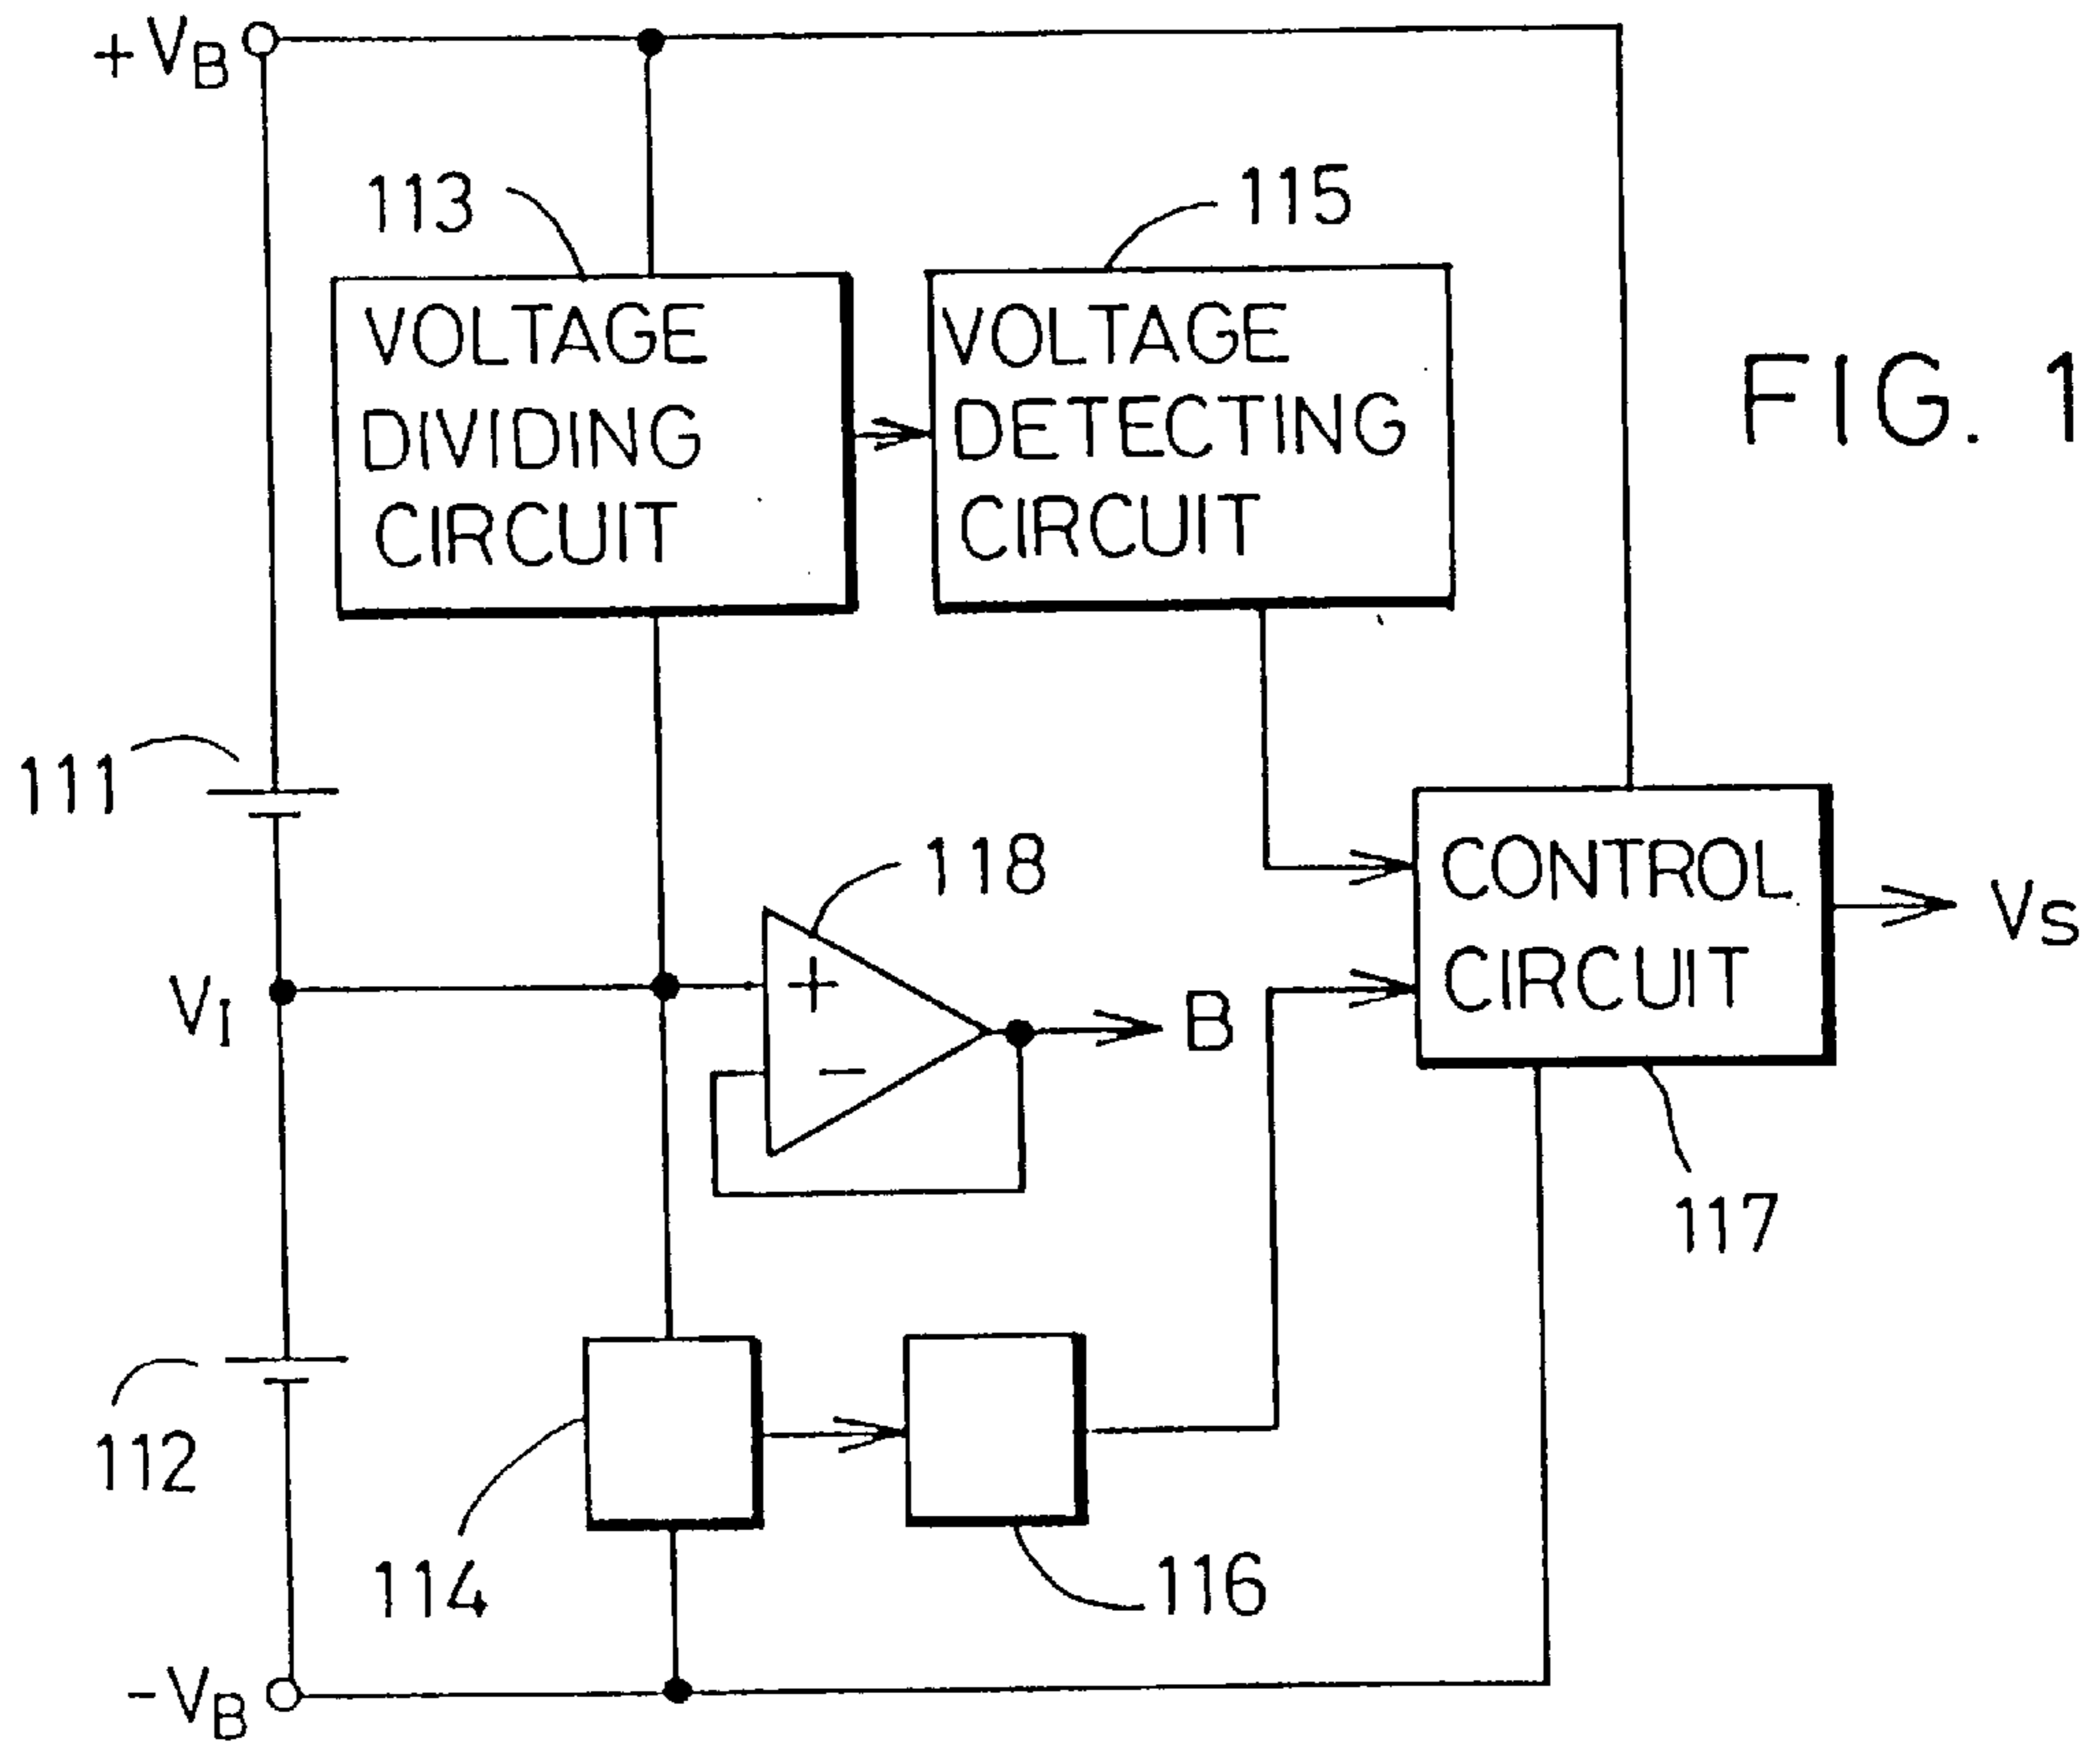 +VB
113
115
VOLTAGE
DIVIDING
CIRCUIT
VOLTAGE
DETECTING
CIRCUIT
FIG. 1
111
118
+
−
VI
B
CONTROL
CIRCUIT
VS
117
112
114
116
-VB